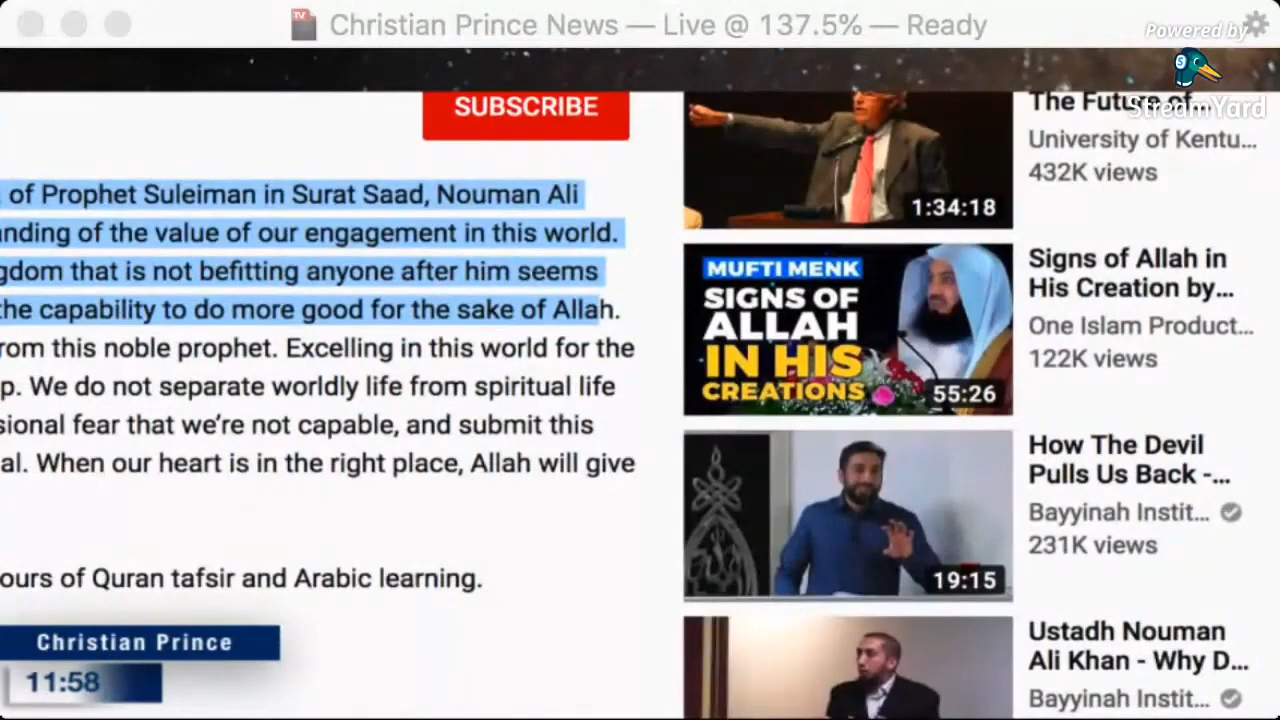 Christian Prince News — Live @ 137.5% — Ready
Powered by
StreamYard
SUBSCRIBE
of Prophet Suleiman in Surat Saad, Nouman Ali
nding of the value of our engagement in this world.
gdom that is not befitting anyone after him seems
the capability to do more good for the sake of Allah.
rom this noble prophet. Excelling in this world for the
p. We do not separate worldly life from spiritual life
sional fear that we're not capable, and submit this
al. When our heart is in the right place, Allah will give
ours of Quran tafsir and Arabic learning.
Christian Prince
11:58
1:34:18
The Future of...
University of Kentu...
432K views
MUFTI MENK
SIGNS OF
ALLAH
IN HIS
CREATIONS
55:26
Signs of Allah in
His Creation by...
One Islam Product...
122K views
19:15
How The Devil
Pulls Us Back -...
Bayyinah Instit...
231K views
Ustadh Nouman
Ali Khan - Why D...
Bayyinah Instit...